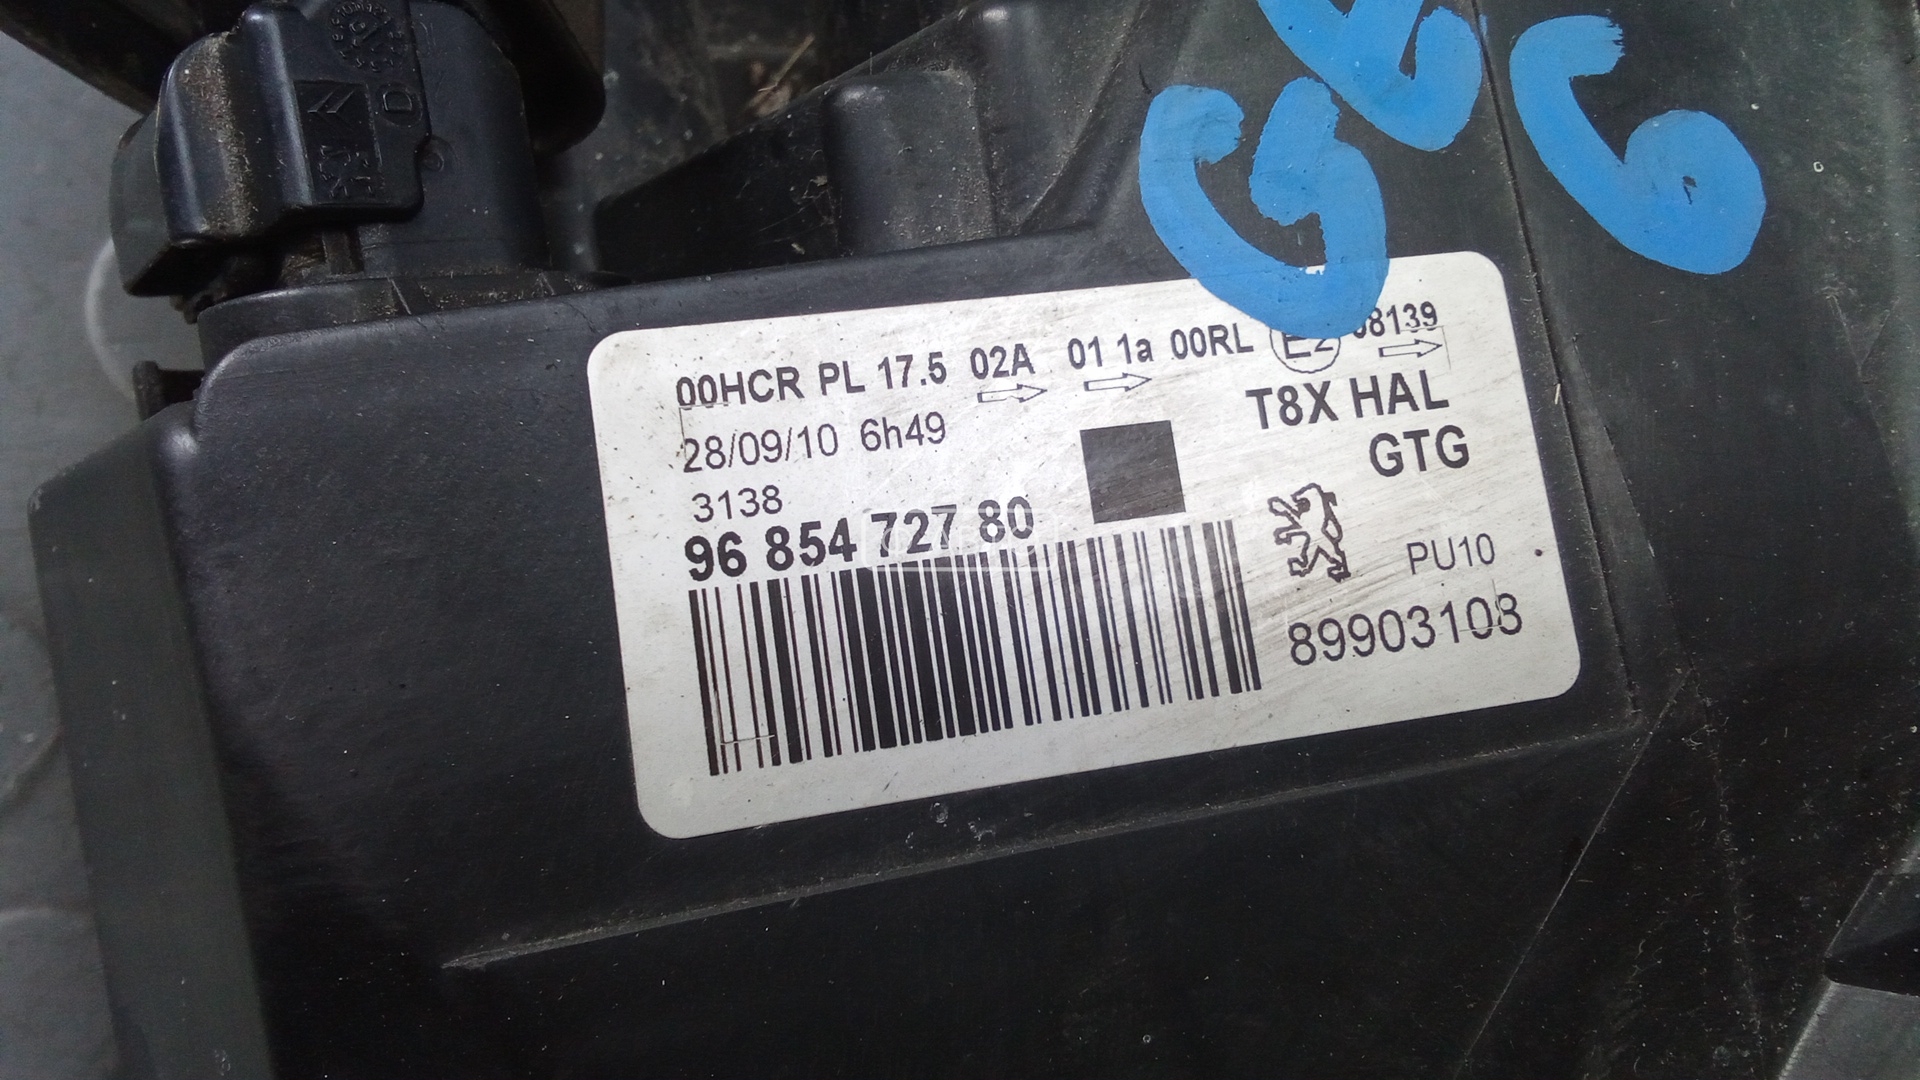 00HCR PL 17.5 02A 01 1a 00RL E2 08139
28/09/10 6h49
T8X HAL
GTG
3138
96 854 727 80
PU10
89903103